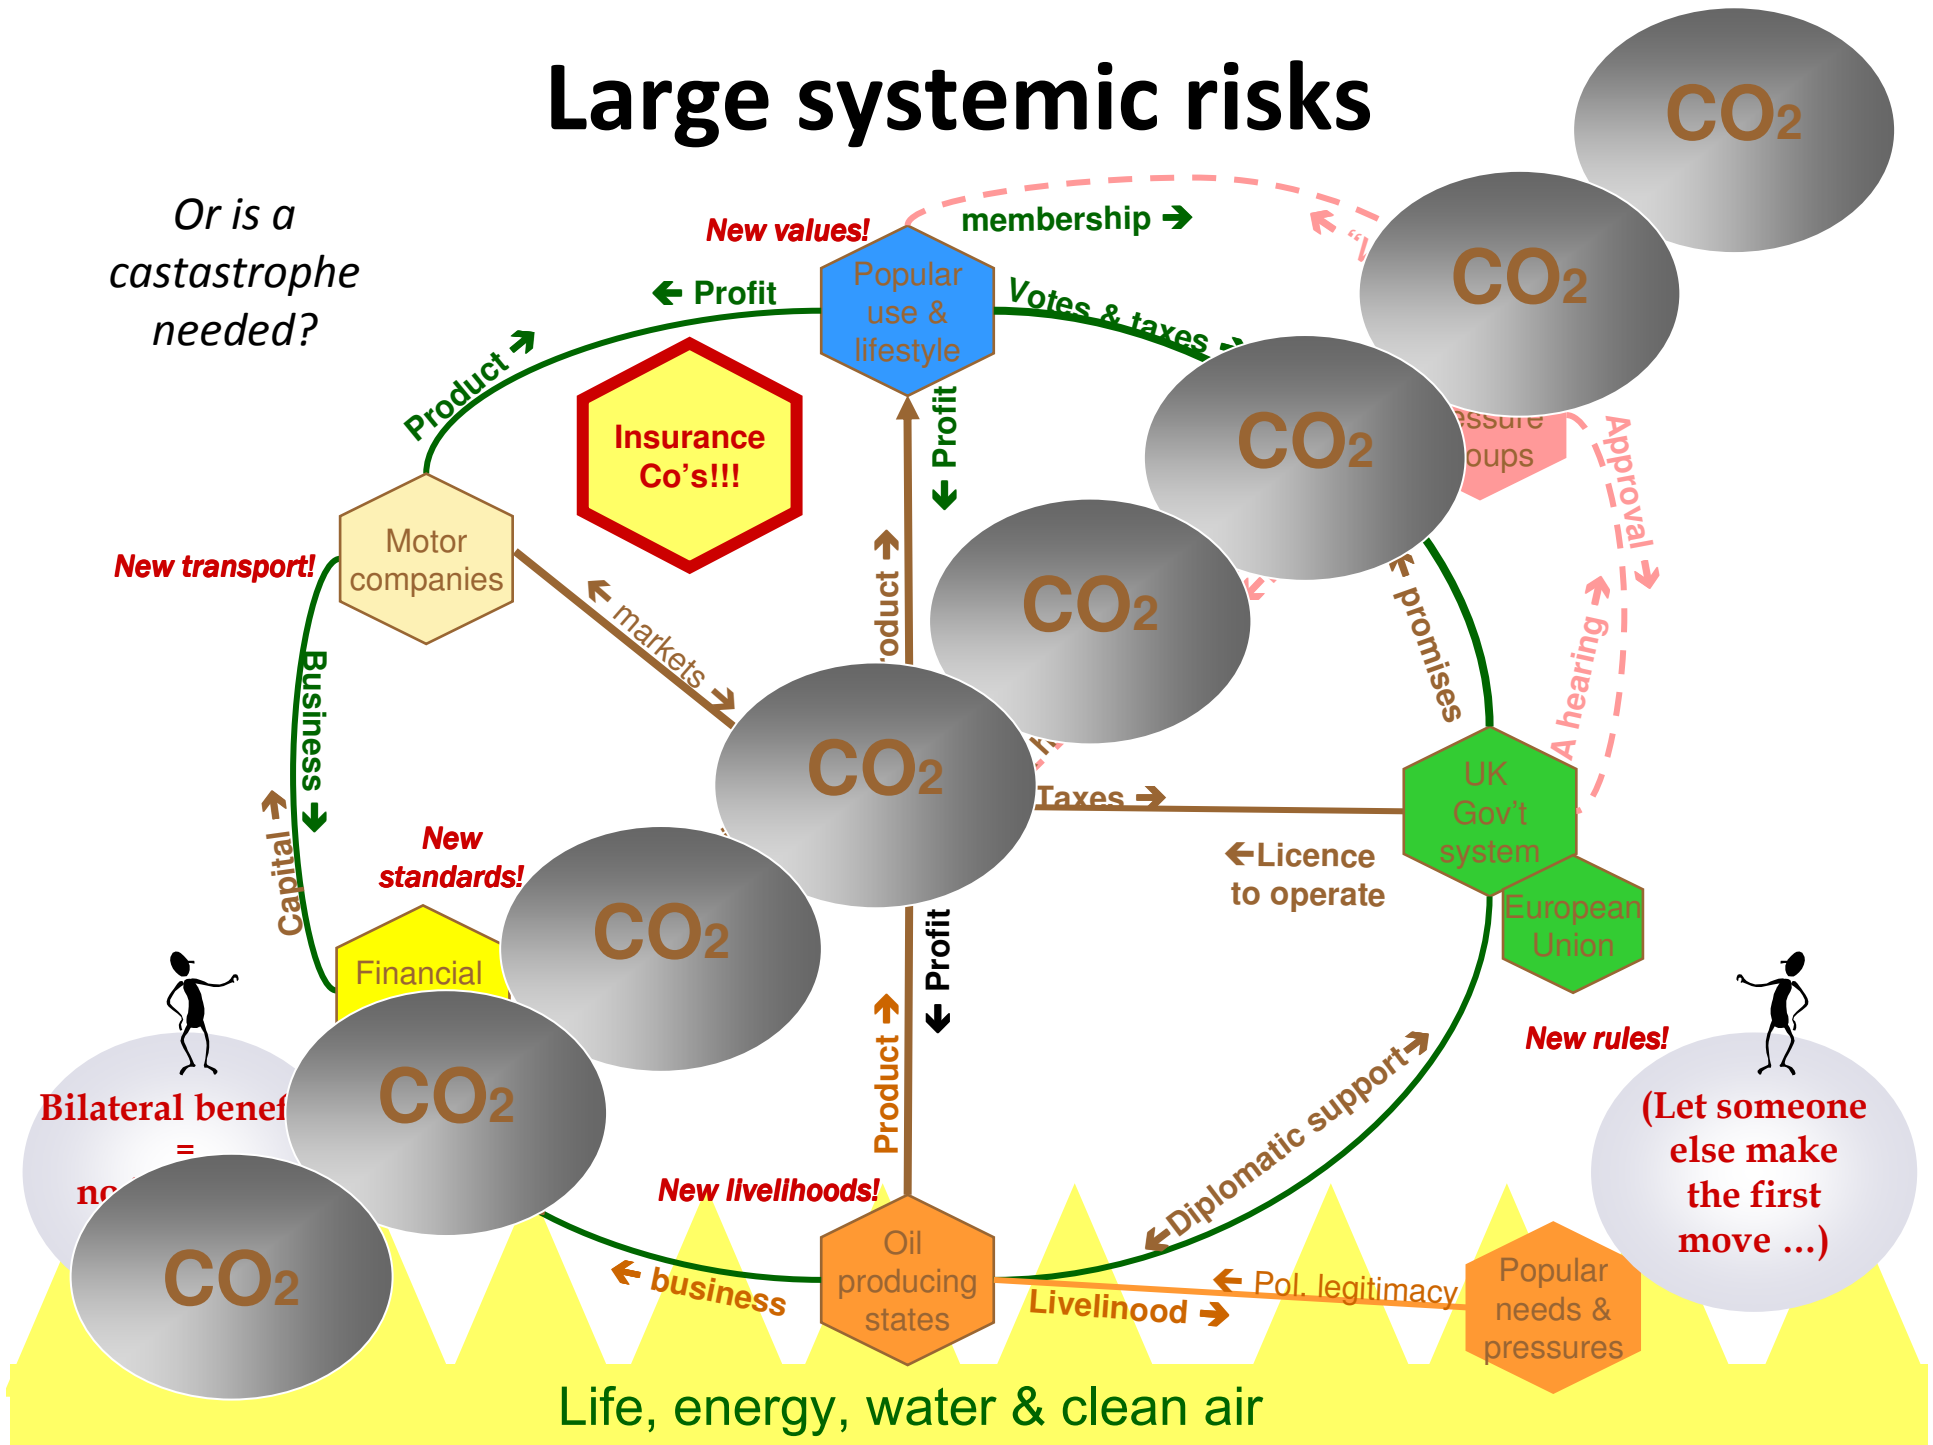 Large systemic risks
Or is a
castastrophe
needed?
CO2
CO2
CO2
CO2
CO2
CO2
CO2
CO2
New values!
membership →
← Profit
Popular
use &
lifestyle
Votes & taxes →
Product →
← Profit
Insurance
Co's!!!
essure
oups
Approval →
Motor
companies
New transport!
← markets →
roduct →
← promises
A hearing →
Business →
Capital →
Taxes →
UK
Gov't
system
←Licence
to operate
European
Union
New
standards!
Financial
← Profit
Product →
New rules!
Bilateral benef
=
no
(Let someone
else make
the first
move ...)
←Diplomatic support→
New livelihoods!
Oil
producing
states
← business
← Pol. legitimacy
Livelinood →
Popular
needs &
pressures
Life, energy, water & clean air